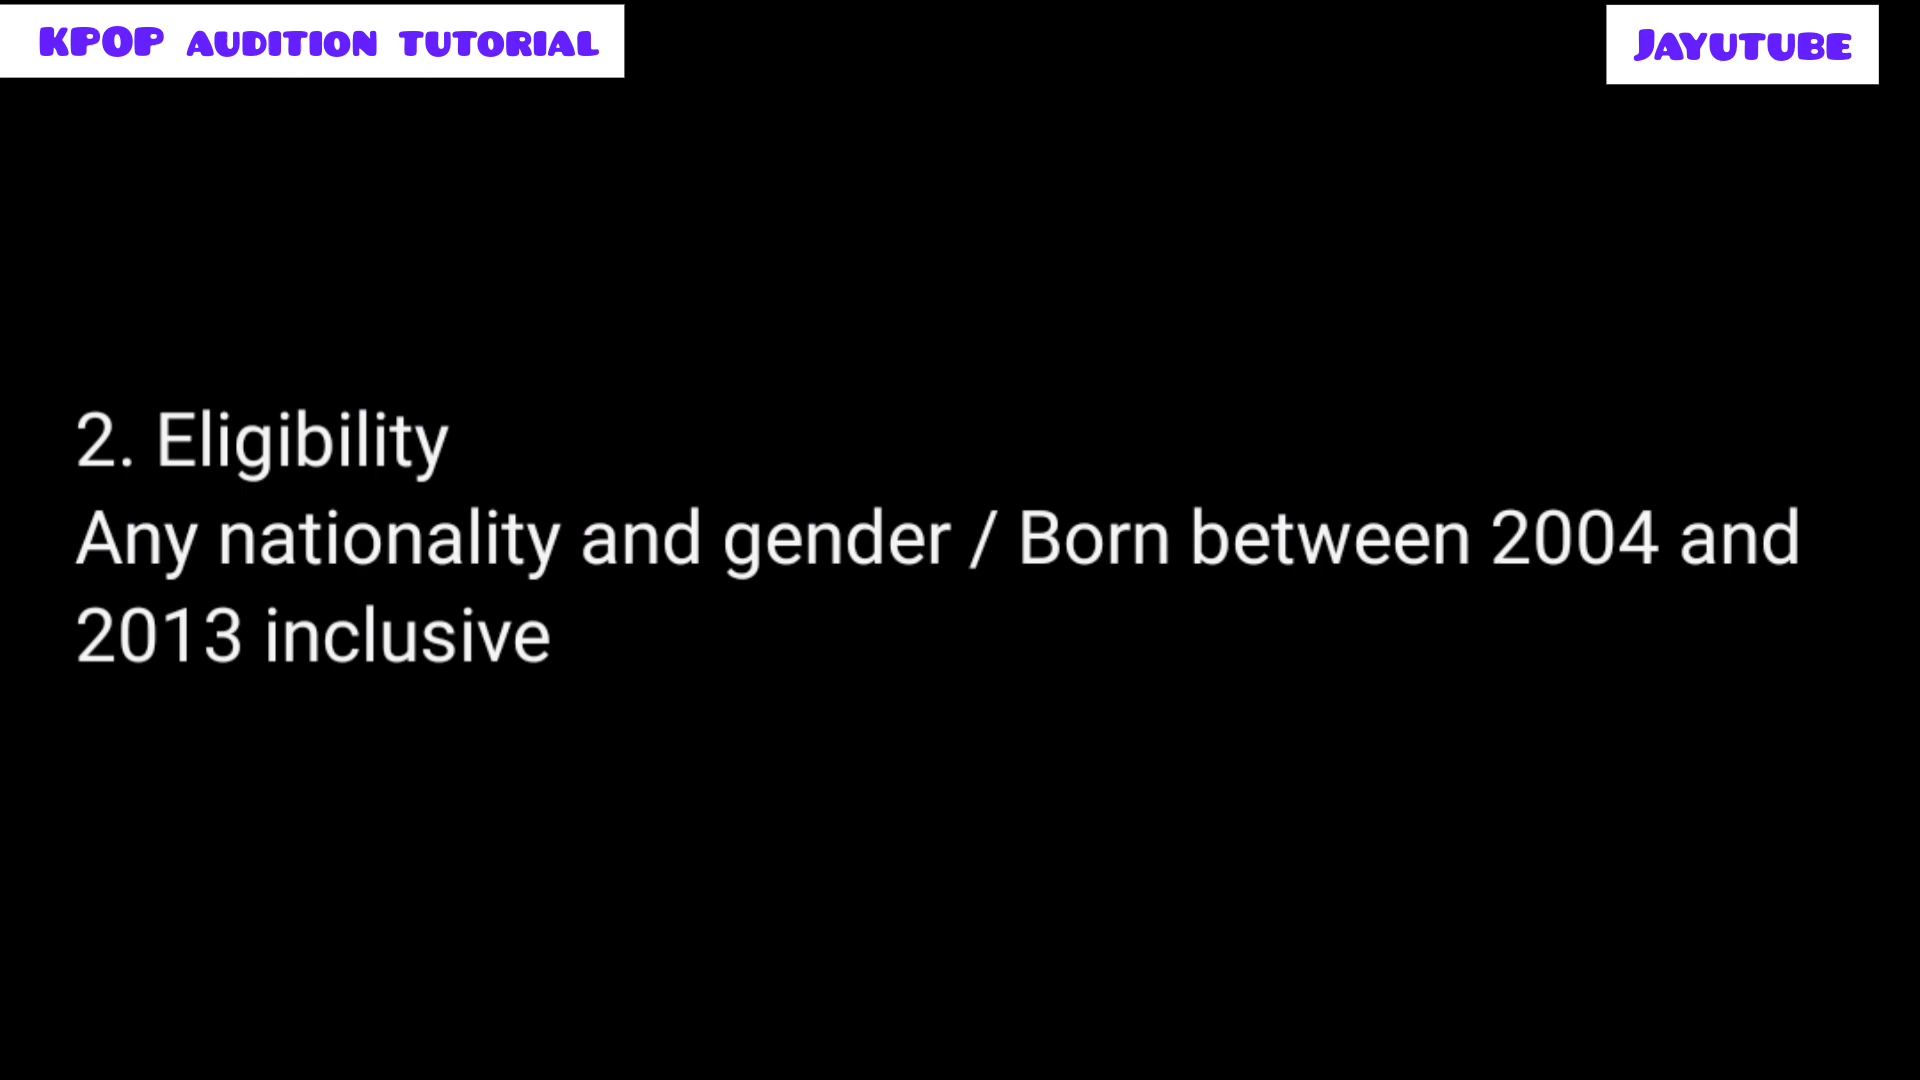 KPOP AUDITION TUTORIAL
JAYUTUBE
2. Eligibility
Any nationality and gender / Born between 2004 and
2013 inclusive